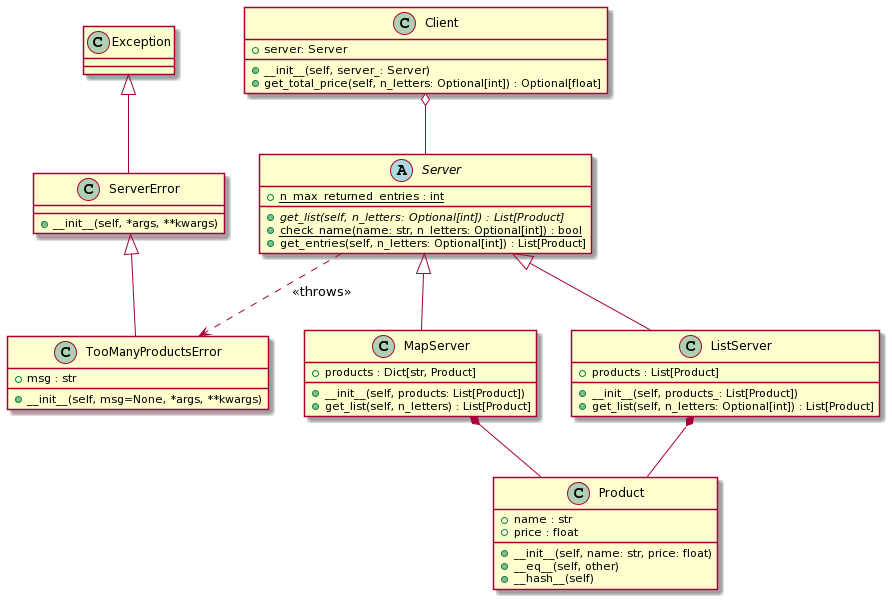 C Exception
C Client
server: Server
__init__(self, server_: Server)
get_total_price(self, n_letters: Optional[int]) : Optional[float]
C ServerError
__init__(self, *args, **kwargs)
A Server
n_max_returned_entries : int
get_list(self, n_letters: Optional[int]) : List[Product]
check_name(name: str, n_letters: Optional[int]) : bool
get_entries(self, n_letters: Optional[int]) : List[Product]
«throws»
C TooManyProductsError
msg : str
__init__(self, msg=None, *args, **kwargs)
C MapServer
products : Dict[str, Product]
__init__(self, products: List[Product])
get_list(self, n_letters) : List[Product]
C ListServer
products : List[Product]
__init__(self, products_: List[Product])
get_list(self, n_letters: Optional[int]) : List[Product]
C Product
name : str
price : float
__init__(self, name: str, price: float)
__eq__(self, other)
__hash__(self)